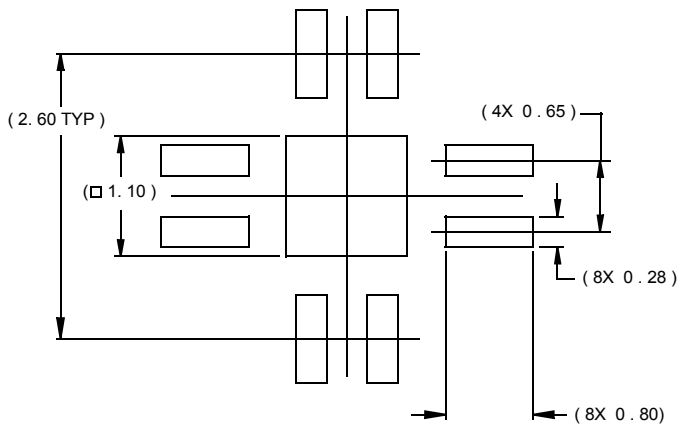 ( 2. 60 TYP )
( 4X 0. 65 )
(□ 1. 10 )
( 8X 0 . 28 )
( 8X 0 . 80)